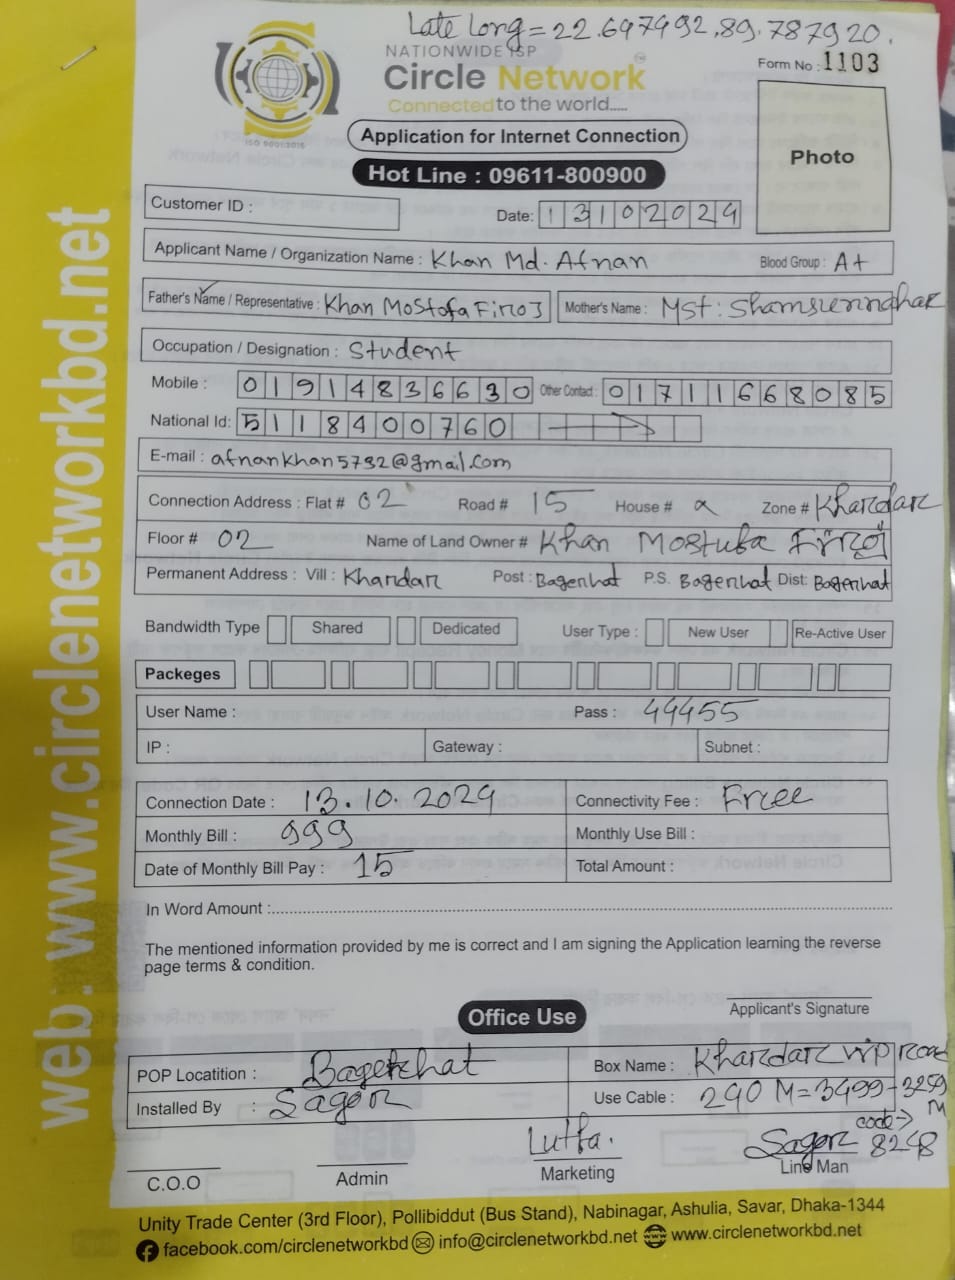 Late Long = 22.697492, 89.787920.
NATIONWIDE ISP
Circle Network
Connected to the world.....
ISO 9001:2015
Form No : 1103
Application for Internet Connection
Photo
Hot Line : 09611-800900
Customer ID :
Date: 13102024
Applicant Name / Organization Name : Khan Md. Afnan Blood Group : A+
Father's Name / Representative : Khan Mostofa Firoj Mother's Name : Mst:
Occupation / Designation : Student
Mobile : 01914836630 Other Contact : 01711668085
National Id: 5118400760
E-mail : afnankhan5732@gmail.com
Connection Address : Flat # 02 Road # 15 House # Zone # Khardar
Floor # 02 Name of Land Owner # Khan Mostufa Firoj
Permanent Address : Vill : Khardar Post : Bagerhat P.S. Bagerhat Dist: Bagerhat
Bandwidth Type Shared Dedicated User Type : New User Re-Active User
Packeges
User Name : Pass : 44455
IP : Gateway : Subnet :
Connection Date : 13.10.2024 Connectivity Fee : Free
Monthly Bill : 999 Monthly Use Bill :
Date of Monthly Bill Pay : 15 Total Amount :
In Word Amount :
The mentioned information provided by me is correct and I am signing the Application learning the reverse
page terms & condition.
Applicant's Signature
Office Use
POP Locatition : Bagerhat Box Name : Khardar vip road
Installed By : Sagor Use Cable : 240 M = 3499-3259
M
code → 8248
Lutfa. Sagor
C.O.O Admin Marketing Line Man
Unity Trade Center (3rd Floor), Pollibiddut (Bus Stand), Nabinagar, Ashulia, Savar, Dhaka-1344
facebook.com/circlenetworkbd info@circlenetworkbd.net www.circlenetworkbd.net
web: www.circlenetworkbd.net